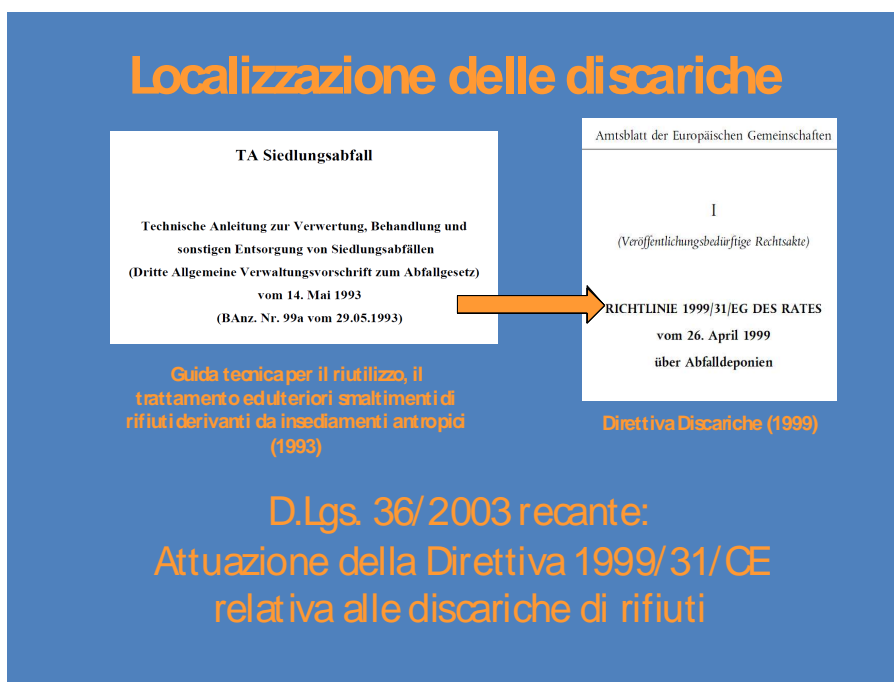 Localizzazione delle discariche
TA Siedlungsabfall
Technische Anleitung zur Verwertung, Behandlung und
sonstigen Entsorgung von Siedlungsabfällen
(Dritte Allgemeine Verwaltungsvorschrift zum Abfallgesetz)
vom 14. Mai 1993
(BAnz. Nr. 99a vom 29.05.1993)
Guida tecnica per il riutilizzo, il
trattamento ed ulteriori smaltimenti di
rifiuti derivanti da insediamenti antropici
(1993)
Amtsblatt der Europäischen Gemeinschaften
I
(Veröffentlichungsbedürftige Rechtsakte)
RICHTLINIE 1999/31/EG DES RATES
vom 26. April 1999
über Abfalldeponien
Direttiva Discariche (1999)
D.Lgs. 36/2003 recante:
Attuazione della Direttiva 1999/31/CE
relativa alle discariche di rifiuti